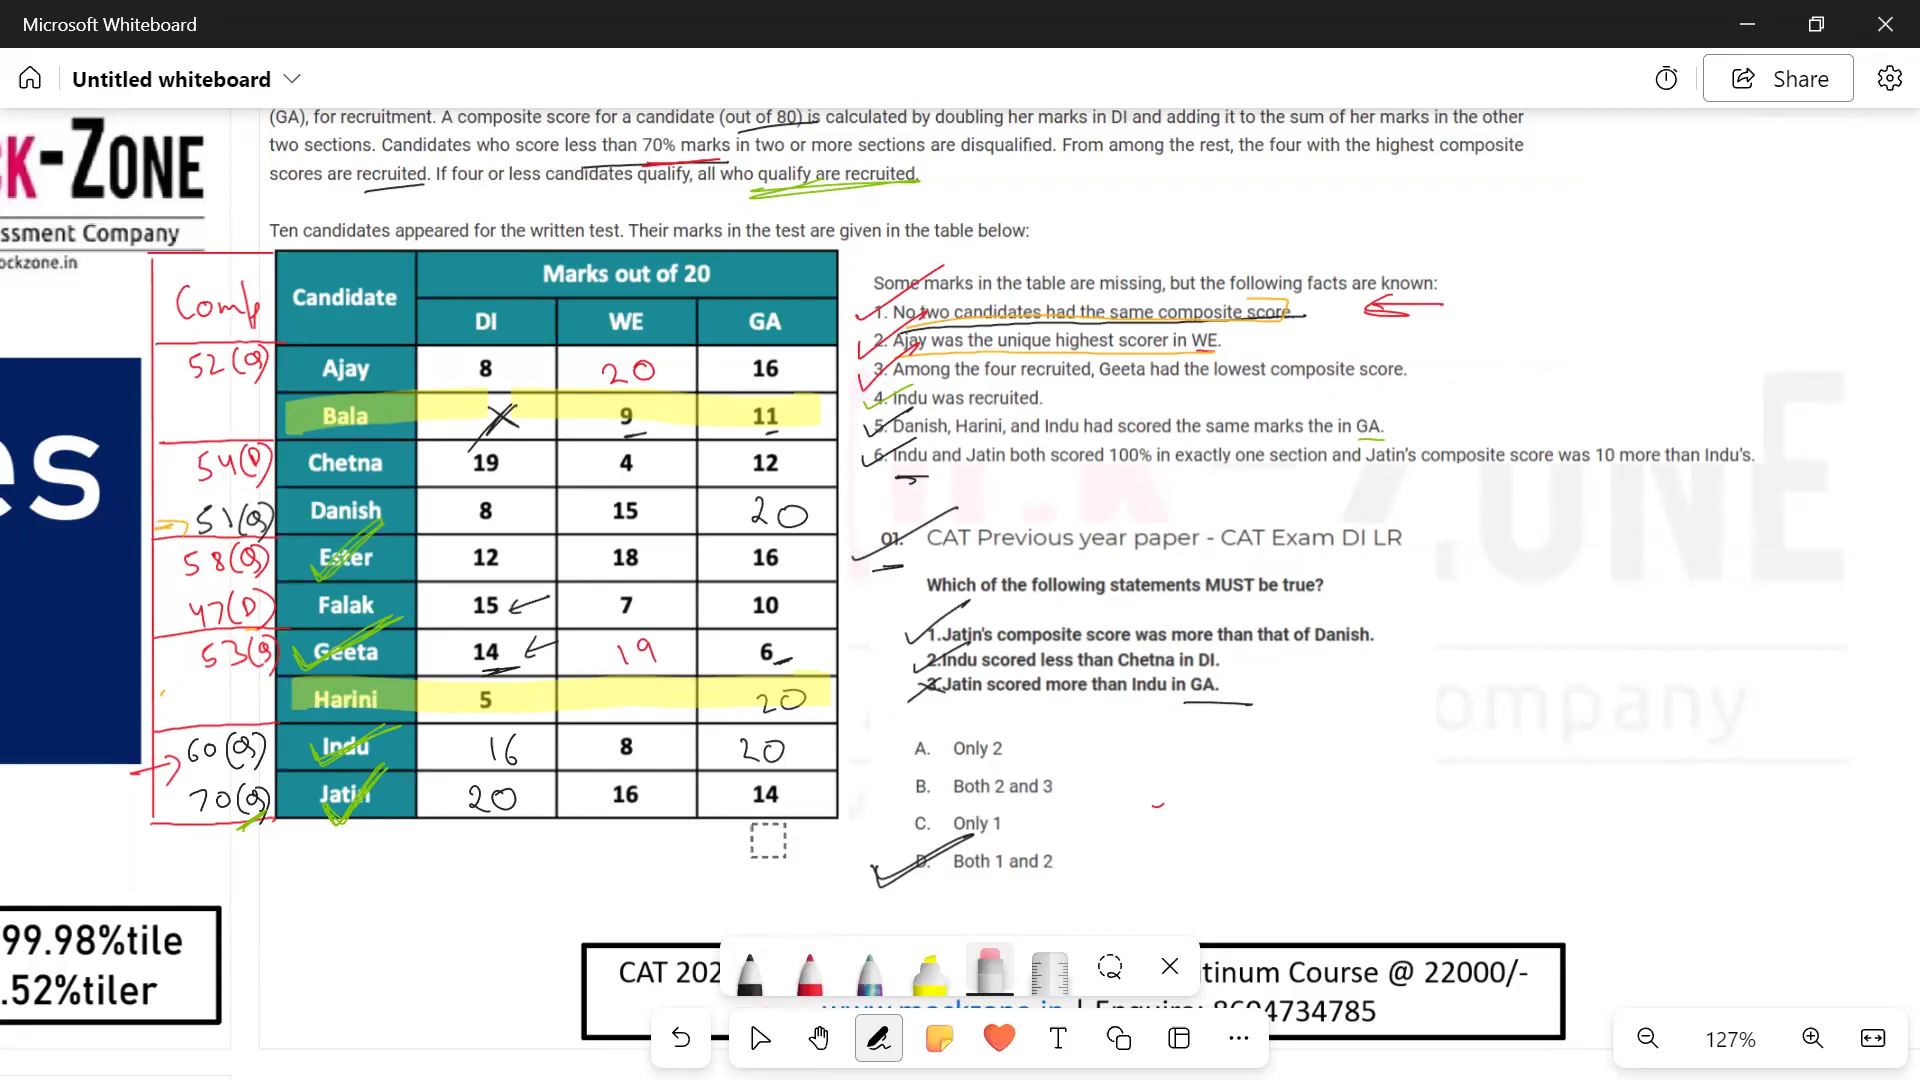 Microsoft Whiteboard
Untitled whiteboard
Share
(GA), for recruitment. A composite score for a candidate (out of 80) is calculated by doubling her marks in DI and adding it to the sum of her marks in the other
two sections. Candidates who score less than 70% marks in two or more sections are disqualified. From among the rest, the four with the highest composite
scores are recruited. If four or less candidates qualify, all who qualify are recruited.
CK-ZONE
ssment Company
ockzone.in
Ten candidates appeared for the written test. Their marks in the test are given in the table below:
Comp Candidate Marks out of 20
DI WE GA
52(Q) Ajay 8 20 16
Bala 9 11
54(D) Chetna 19 4 12
51(Q) Danish 8 15 20
58(Q) Ester 12 18 16
47(D) Falak 15 7 10
53(Q) Geeta 14 19 6
Harini 5 20
60(Q) Indu 16 8 20
70(Q) Jatin 20 16 14
Some marks in the table are missing, but the following facts are known:
1. No two candidates had the same composite score.
2. Ajay was the unique highest scorer in WE.
3. Among the four recruited, Geeta had the lowest composite score.
4. Indu was recruited.
5. Danish, Harini, and Indu had scored the same marks the in GA.
6. Indu and Jatin both scored 100% in exactly one section and Jatin's composite score was 10 more than Indu's.
01. CAT Previous year paper - CAT Exam DI LR
Which of the following statements MUST be true?
1.Jatin's composite score was more than that of Danish.
2.Indu scored less than Chetna in DI.
3.Jatin scored more than Indu in GA.
A. Only 2
B. Both 2 and 3
C. Only 1
D. Both 1 and 2
es
ZONE
ompany
99.98%tile
.52%tiler
CAT 202
tinum Course @ 22000/-
127%